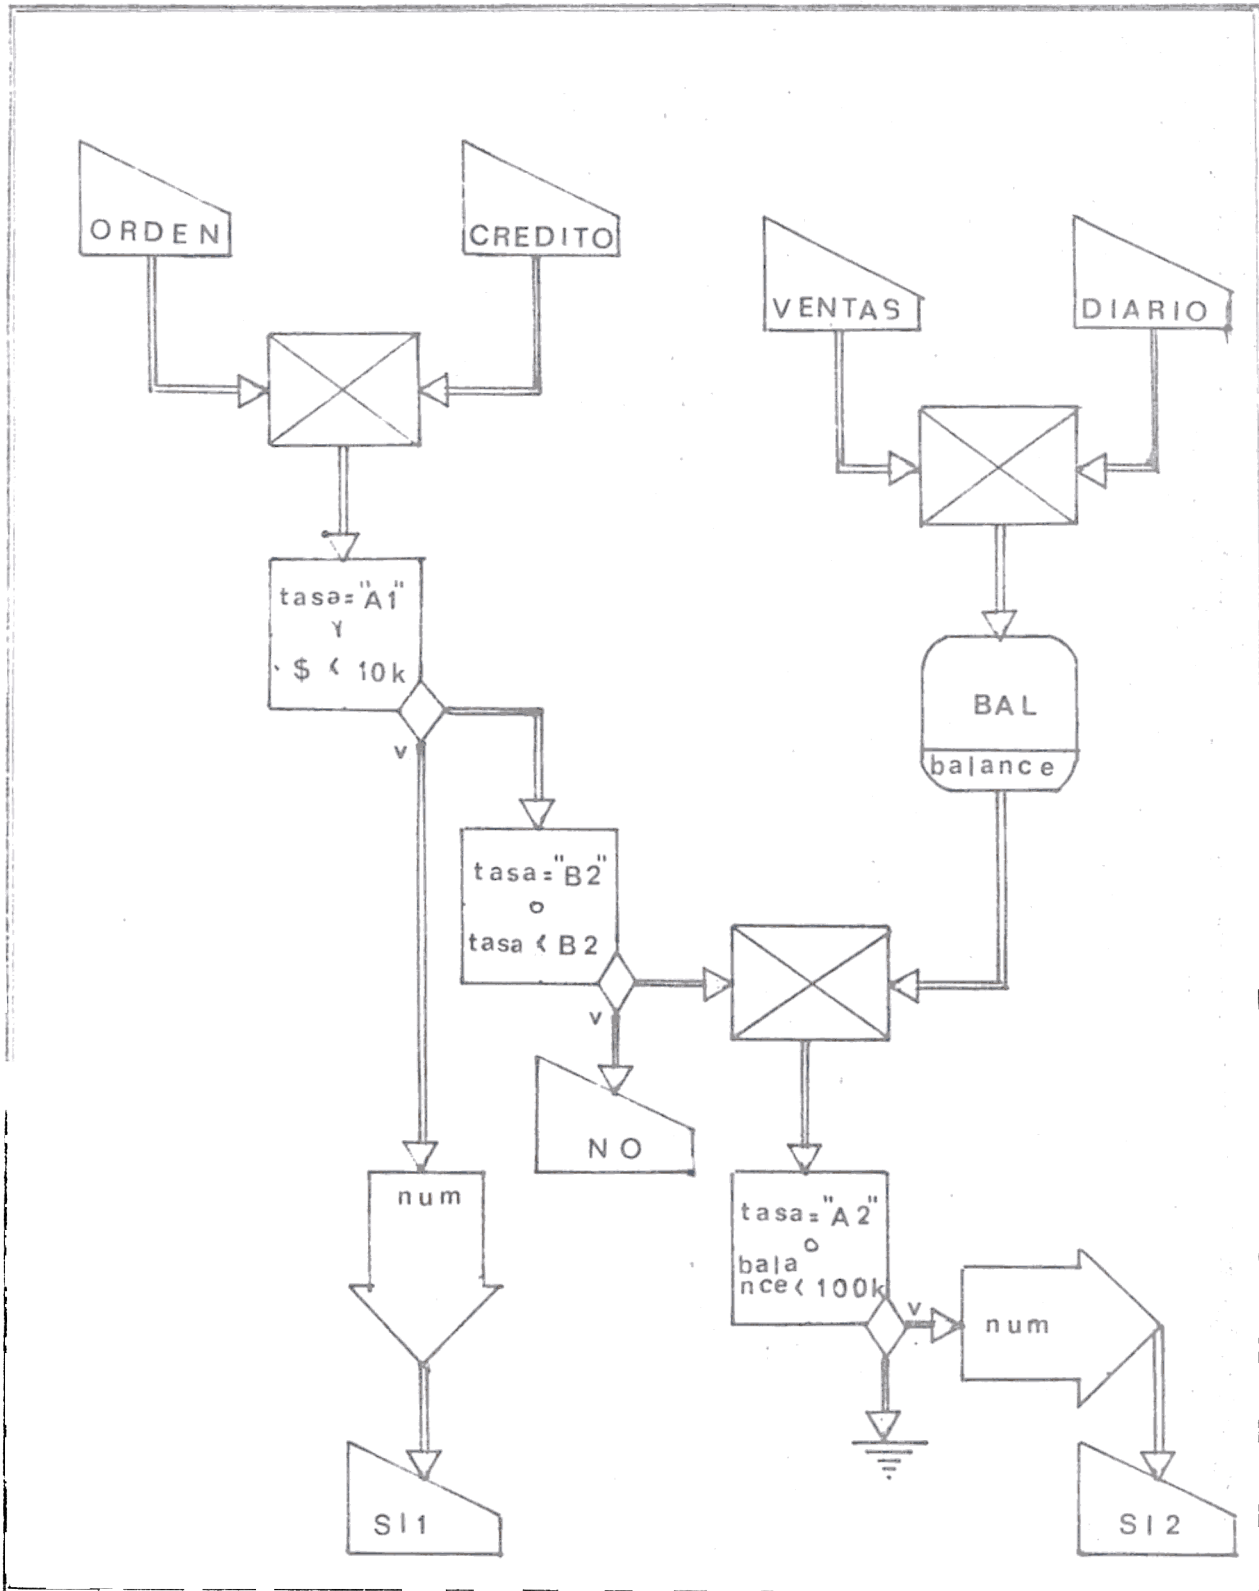 ORDEN
CREDITO
VENTAS
DIARIO
tasa="A1"
Y
$ < 10k
v
BAL
balance
tasa="B2"
o
tasa < B2
v
NO
num
tasa="A2"
o
bala
nce< 100k
v
num
SI1
SI2